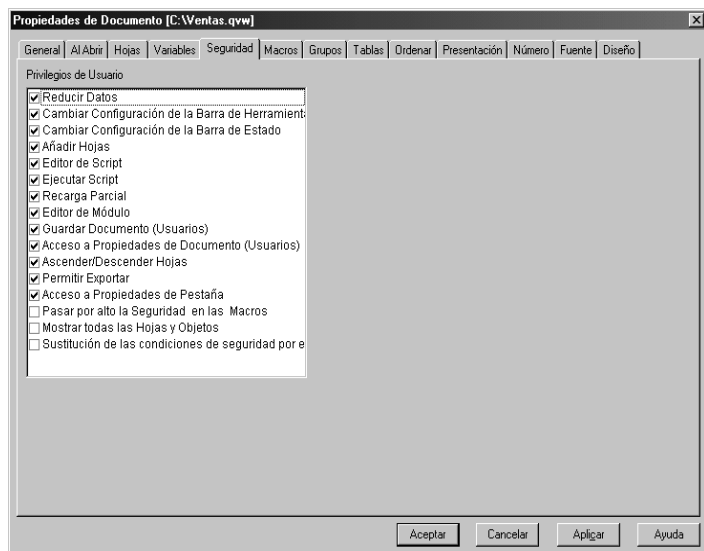 Propiedades de Documento [C:\Ventas.qvw]
General Al Abrir Hojas Variables Seguridad Macros Grupos Tablas Ordenar Presentación Número Fuente Diseño
Privilegios de Usuario
Reducir Datos
Cambiar Configuración de la Barra de Herramient
Cambiar Configuración de la Barra de Estado
Añadir Hojas
Editor de Script
Ejecutar Script
Recarga Parcial
Editor de Módulo
Guardar Documento (Usuarios)
Acceso a Propiedades de Documento (Usuarios)
Ascender/Descender Hojas
Permitir Exportar
Acceso a Propiedades de Pestaña
Pasar por alto la Seguridad en las Macros
Mostrar todas las Hojas y Objetos
Sustitución de las condiciones de seguridad por e
Aceptar Cancelar Aplicar Ayuda